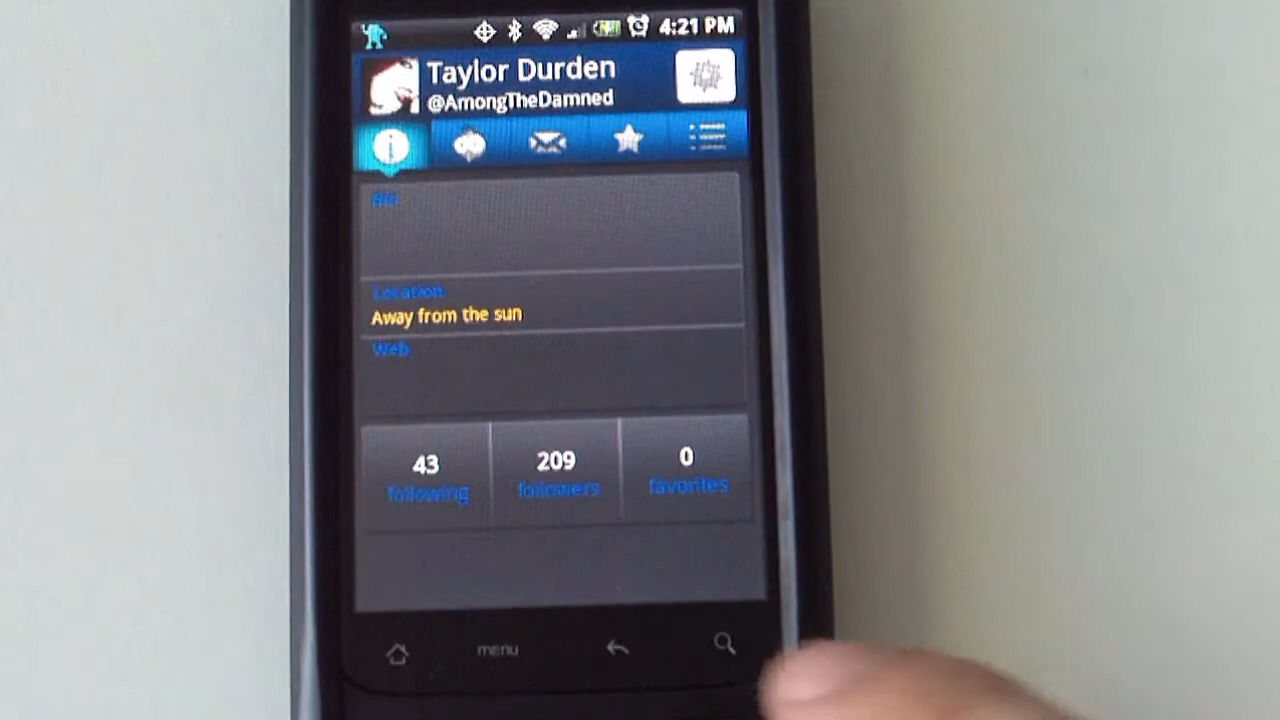 4:21 PM
Taylor Durden
@AmongTheDamned
Bio
Location
Away from the sun
Web
43 209 0
following followers favorites
menu